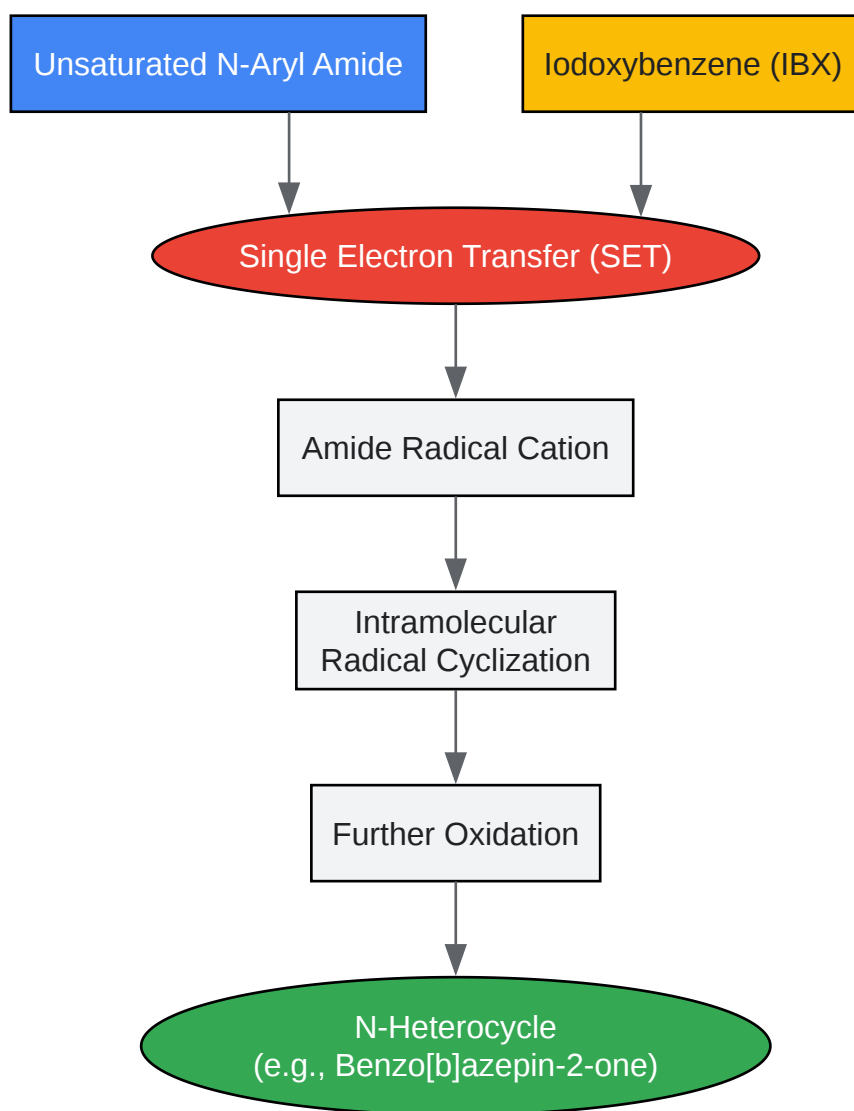 Unsaturated N-Aryl Amide
Iodoxybenzene (IBX)
Single Electron Transfer (SET)
Amide Radical Cation
Intramolecular
Radical Cyclization
Further Oxidation
N-Heterocycle
(e.g., Benzo[b]azepin-2-one)